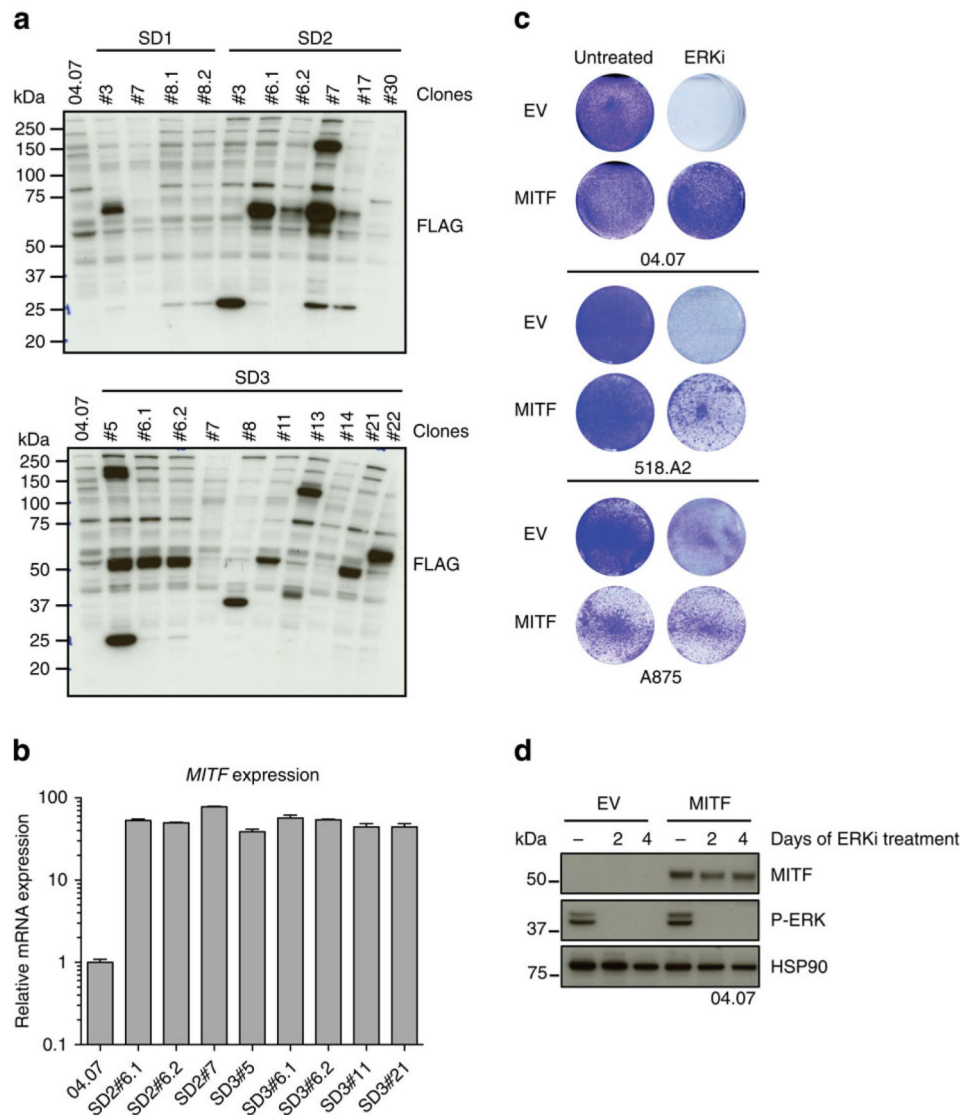 a
SD1 SD2
kDa 04.07 #3 #7 #8.1 #8.2 #3 #6.1 #6.2 #7 #17 #30 Clones
250
150
100
75
50
37
25
20
FLAG
SD3
kDa 04.07 #5 #6.1 #6.2 #7 #8 #11 #13 #14 #21 #22 Clones
250
150
100
75
50
37
25
20
FLAG
b
MITF expression
Relative mRNA expression
100
10
1
0.1
04.07 SD2#6.1 SD2#6.2 SD2#7 SD3#5 SD3#6.1 SD3#6.2 SD3#11 SD3#21
c
Untreated ERKi
EV
MITF
04.07
EV
MITF
518.A2
EV
MITF
A875
d
EV MITF
kDa – 2 4 – 2 4 Days of ERKi treatment
50 MITF
37 P-ERK
75 HSP90
04.07